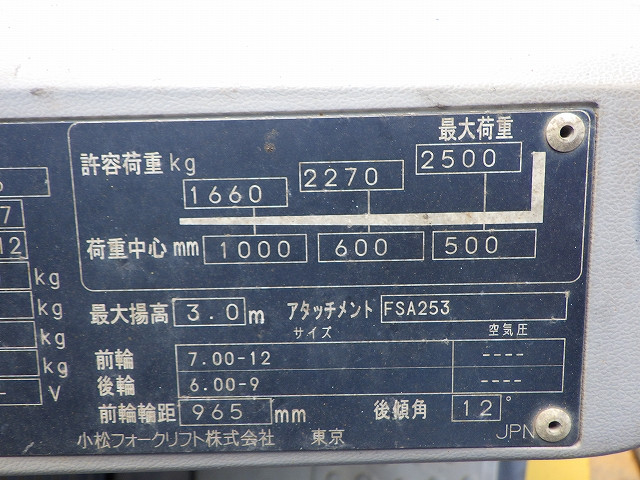 最大荷重
許容荷重 kg 1660 2270 2500
荷重中心 mm 1000 600 500
7
12
kg
最大揚高 3.0 m アタッチメント FSA253
kg
サイズ 空気圧
kg
前輪 7.00-12 ----
kg
後輪 6.00-9 ----
V
前輪輪距 965 mm 後傾角 12°
小松フォークリフト株式会社 東京 JPN